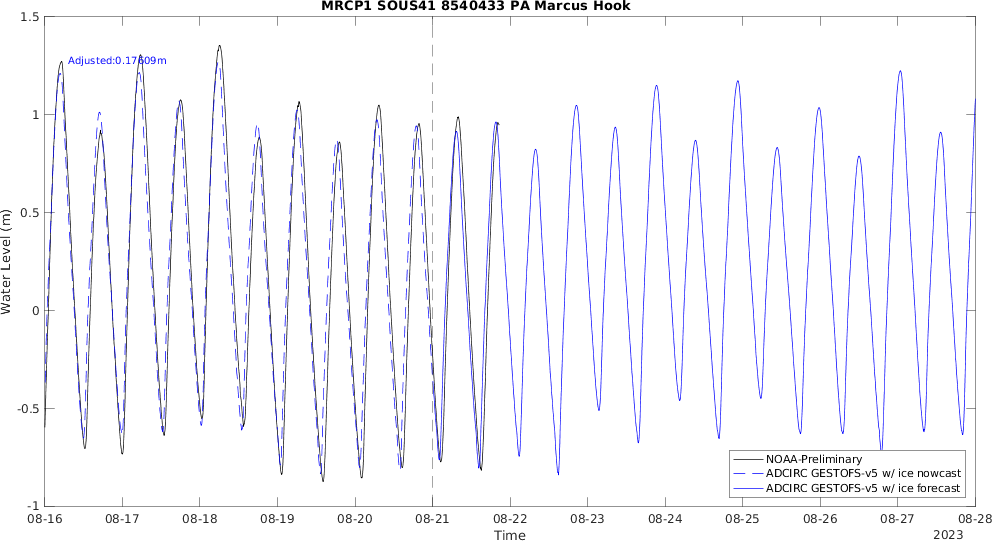 MRCP1 SOUS41 8540433 PA Marcus Hook
Adjusted:0.17609m
1.5
1
0.5
0
-0.5
-1
Water Level (m)
NOAA-Preliminary
ADCIRC GESTOFS-v5 w/ ice nowcast
ADCIRC GESTOFS-v5 w/ ice forecast
08-16 08-17 08-18 08-19 08-20 08-21 08-22 08-23 08-24 08-25 08-26 08-27 08-28
Time
2023